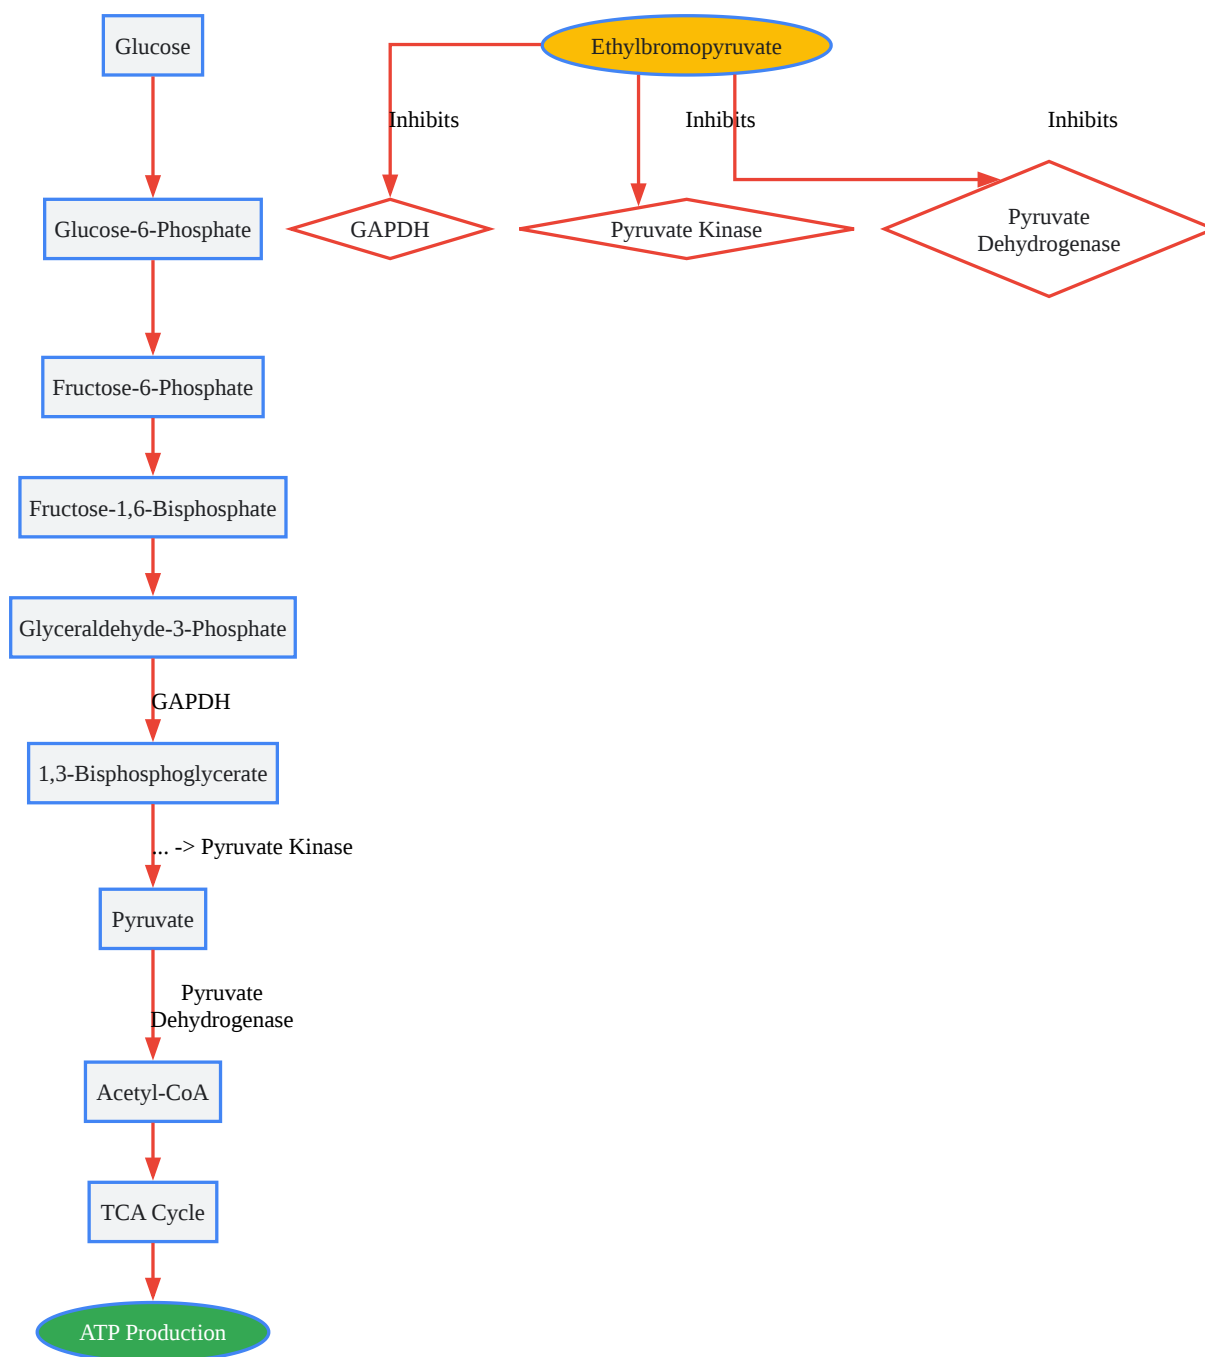 Glucose
Ethylbromopyruvate
Inhibits
Inhibits
Inhibits
Glucose-6-Phosphate
GAPDH
Pyruvate Kinase
Pyruvate
Dehydrogenase
Fructose-6-Phosphate
Fructose-1,6-Bisphosphate
Glyceraldehyde-3-Phosphate
GAPDH
1,3-Bisphosphoglycerate
... -> Pyruvate Kinase
Pyruvate
Pyruvate
Dehydrogenase
Acetyl-CoA
TCA Cycle
ATP Production